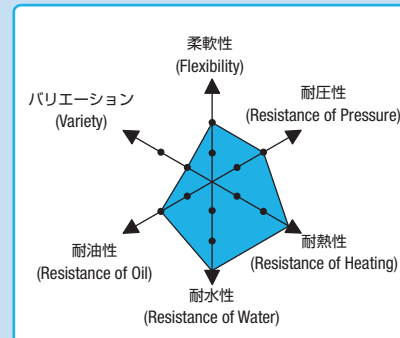 柔軟性
(Flexibility)
バリエーション
(Variety)
耐圧性
(Resistance of Pressure)
耐油性
(Resistance of Oil)
耐熱性
(Resistance of Heating)
耐水性
(Resistance of Water)